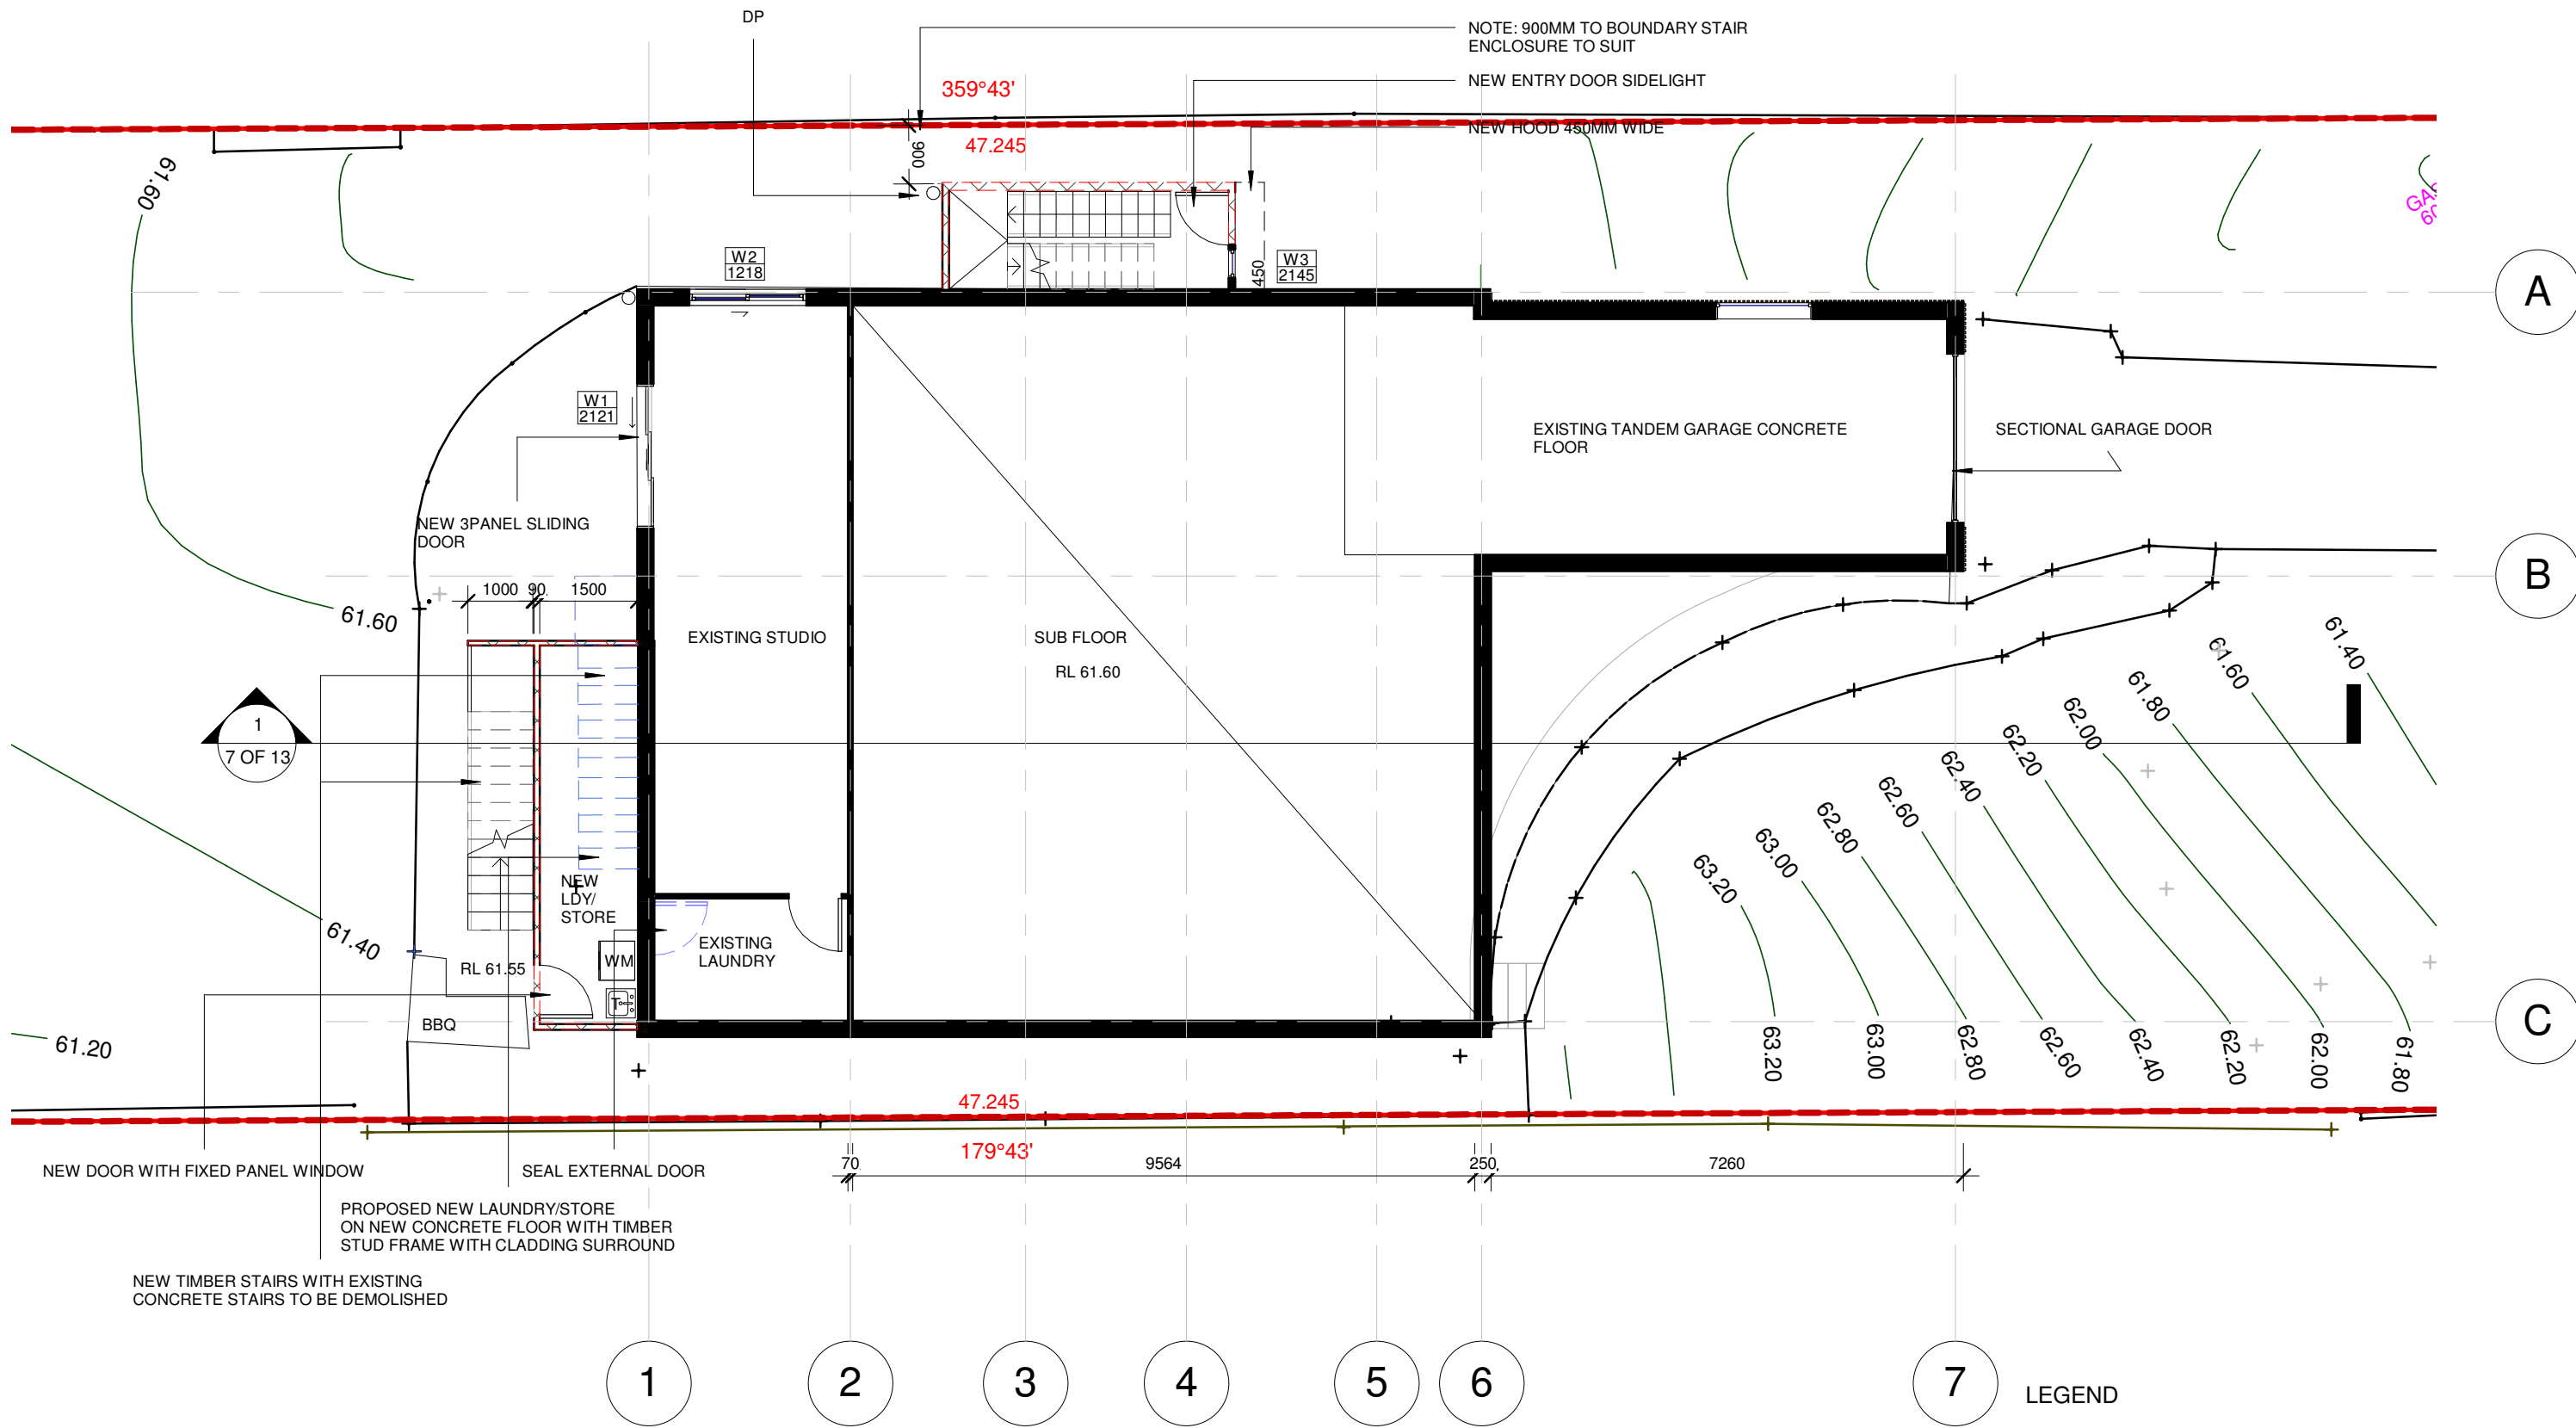 DP
NOTE: 900MM TO BOUNDARY STAIR
ENCLOSURE TO SUIT
NEW ENTRY DOOR SIDELIGHT
359°43'
NEW HOOD 450MM WIDE
47.245
900
61.60
W2
1218
450
W3
2145
A
W1
2121
EXISTING TANDEM GARAGE CONCRETE
FLOOR
SECTIONAL GARAGE DOOR
NEW 3PANEL SLIDING
DOOR
B
1000
90
1500
61.60
EXISTING STUDIO
SUB FLOOR
RL 61.60
61.40
61.60
61.80
62.00
62.20
62.40
62.60
62.80
63.00
63.20
1
7 OF 13
NEW
LDY/
STORE
61.40
EXISTING
LAUNDRY
RL 61.55
WM
T
BBQ
C
61.20
63.20
63.00
62.80
62.60
62.40
62.20
62.00
61.80
47.245
179°43'
70
9564
250
7260
NEW DOOR WITH FIXED PANEL WINDOW
SEAL EXTERNAL DOOR
PROPOSED NEW LAUNDRY/STORE
ON NEW CONCRETE FLOOR WITH TIMBER
STUD FRAME WITH CLADDING SURROUND
NEW TIMBER STAIRS WITH EXISTING
CONCRETE STAIRS TO BE DEMOLISHED
1
2
3
4
5
6
7
LEGEND